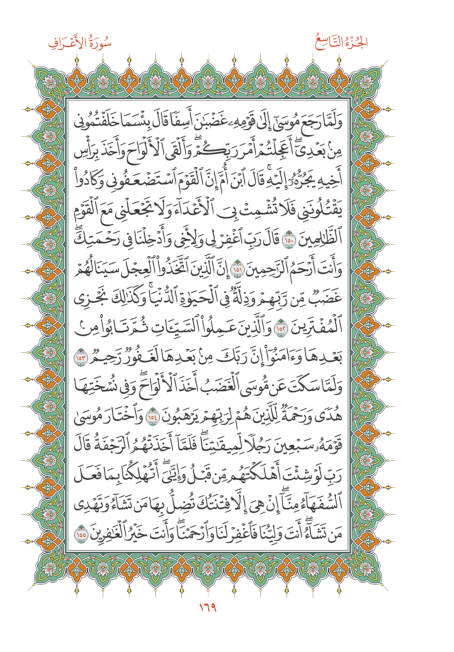 الجُزْءُ التَّاسِعُ
سُورَةُ الأَعْرَافِ
وَلَمَّا رَجَعَ مُوسَىٰٓ إِلَىٰ قَوْمِهِۦ غَضْبَٰنَ أَسِفًا قَالَ بِئْسَمَا خَلَفْتُمُونِى
مِنۢ بَعْدِىٓۖ أَعَجِلْتُمْ أَمْرَ رَبِّكُمْۖ وَأَلْقَى ٱلْأَلْوَاحَ وَأَخَذَ بِرَأْسِ
أَخِيهِ يَجُرُّهُۥٓ إِلَيْهِۚ قَالَ ٱبْنَ أُمَّ إِنَّ ٱلْقَوْمَ ٱسْتَضْعَفُونِى وَكَادُوا۟
يَقْتُلُونَنِى فَلَا تُشْمِتْ بِىَ ٱلْأَعْدَآءَ وَلَا تَجْعَلْنِى مَعَ ٱلْقَوْمِ
ٱلظَّٰلِمِينَ ١٥٠ قَالَ رَبِّ ٱغْفِرْ لِى وَلِأَخِى وَأَدْخِلْنَا فِى رَحْمَتِكَۖ
وَأَنتَ أَرْحَمُ ٱلرَّٰحِمِينَ ١٥١ إِنَّ ٱلَّذِينَ ٱتَّخَذُوا۟ ٱلْعِجْلَ سَيَنَالُهُمْ
غَضَبٌ مِّن رَّبِّهِمْ وَذِلَّةٌ فِى ٱلْحَيَوٰةِ ٱلدُّنْيَاۚ وَكَذَٰلِكَ نَجْزِى
ٱلْمُفْتَرِينَ ١٥٢ وَٱلَّذِينَ عَمِلُوا۟ ٱلسَّيِّـَٔاتِ ثُمَّ تَابُوا۟ مِنۢ
بَعْدِهَا وَءَامَنُوٓا۟ إِنَّ رَبَّكَ مِنۢ بَعْدِهَا لَغَفُورٌ رَّحِيمٌ ١٥٣
وَلَمَّا سَكَتَ عَن مُّوسَى ٱلْغَضَبُ أَخَذَ ٱلْأَلْوَاحَۖ وَفِى نُسْخَتِهَا
هُدًى وَرَحْمَةٌ لِّلَّذِينَ هُمْ لِرَبِّهِمْ يَرْهَبُونَ ١٥٤ وَٱخْتَارَ مُوسَىٰ
قَوْمَهُۥ سَبْعِينَ رَجُلًا لِّمِيقَٰتِنَاۖ فَلَمَّآ أَخَذَتْهُمُ ٱلرَّجْفَةُ قَالَ
رَبِّ لَوْ شِئْتَ أَهْلَكْتَهُم مِّن قَبْلُ وَإِيَّٰىَۖ أَتُهْلِكُنَا بِمَا فَعَلَ
ٱلسُّفَهَآءُ مِنَّآۖ إِنْ هِىَ إِلَّا فِتْنَتُكَ تُضِلُّ بِهَا مَن تَشَآءُ وَتَهْدِى
مَن تَشَآءُۖ أَنتَ وَلِيُّنَا فَٱغْفِرْ لَنَا وَٱرْحَمْنَاۖ وَأَنتَ خَيْرُ ٱلْغَٰفِرِينَ ١٥٥
١٦٩